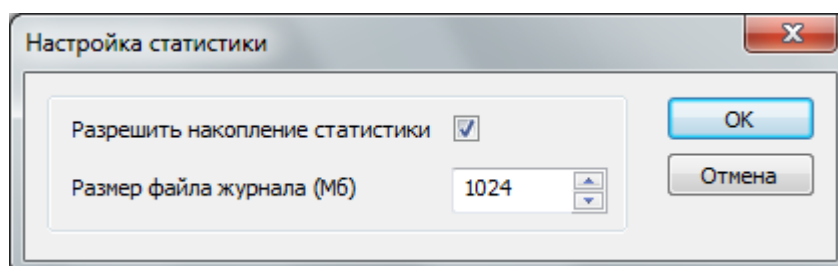 Настройка статистики
Разрешить накопление статистики
Размер файла журнала (Мб) 1024
OK
Отмена